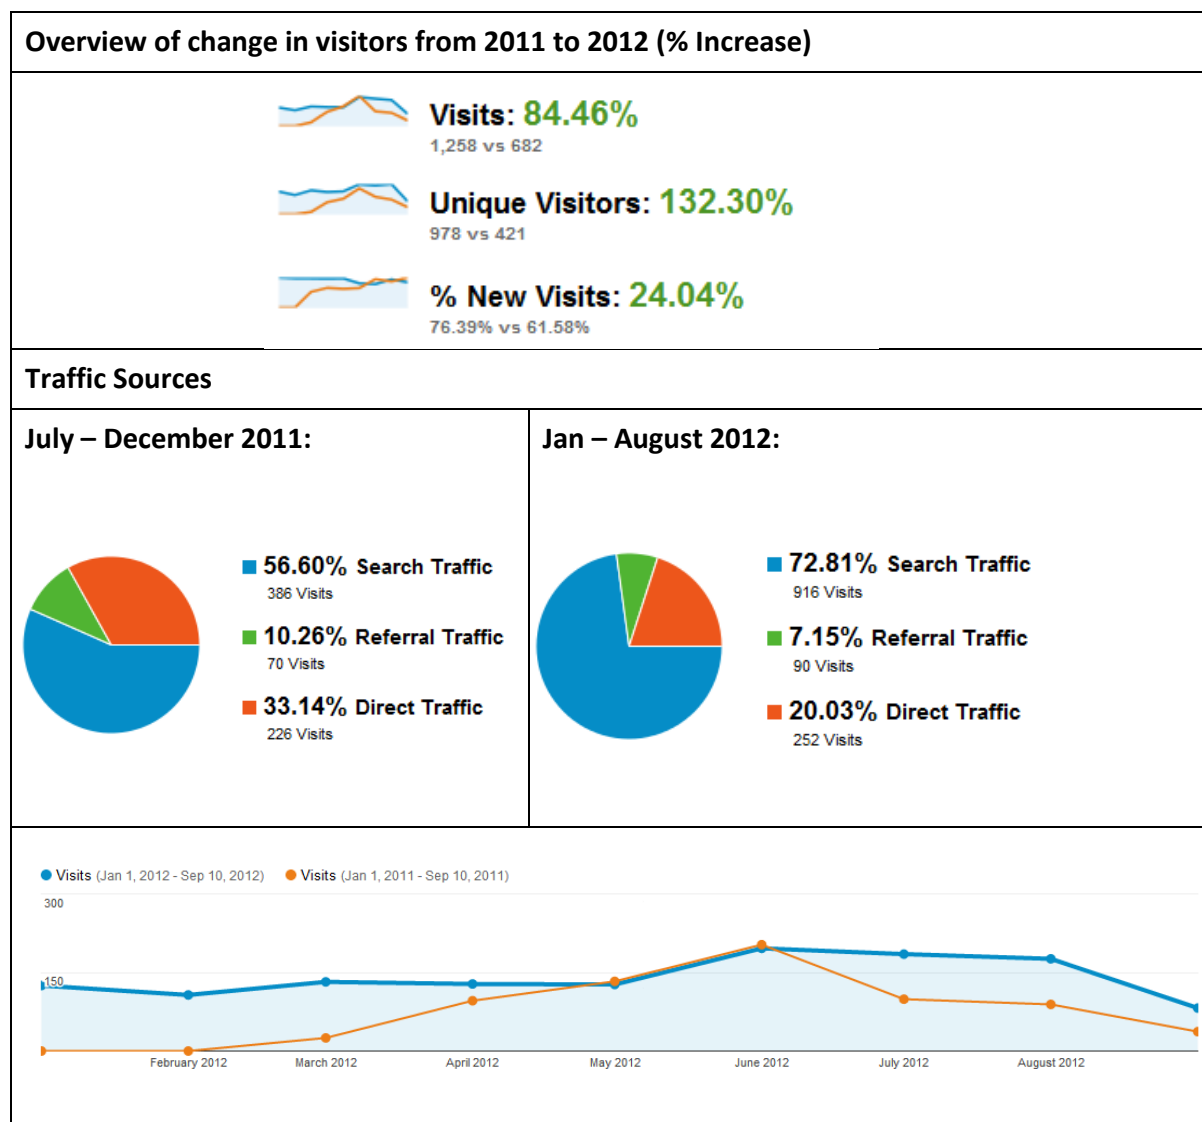 Overview of change in visitors from 2011 to 2012 (% Increase)
Visits: 84.46%
1,258 vs 682
Unique Visitors: 132.30%
978 vs 421
% New Visits: 24.04%
76.39% vs 61.58%
Traffic Sources
July – December 2011:
56.60% Search Traffic
386 Visits
10.26% Referral Traffic
70 Visits
33.14% Direct Traffic
226 Visits
Jan – August 2012:
72.81% Search Traffic
916 Visits
7.15% Referral Traffic
90 Visits
20.03% Direct Traffic
252 Visits
Visits (Jan 1, 2012 - Sep 10, 2012) Visits (Jan 1, 2011 - Sep 10, 2011)
300
150
February 2012 March 2012 April 2012 May 2012 June 2012 July 2012 August 2012